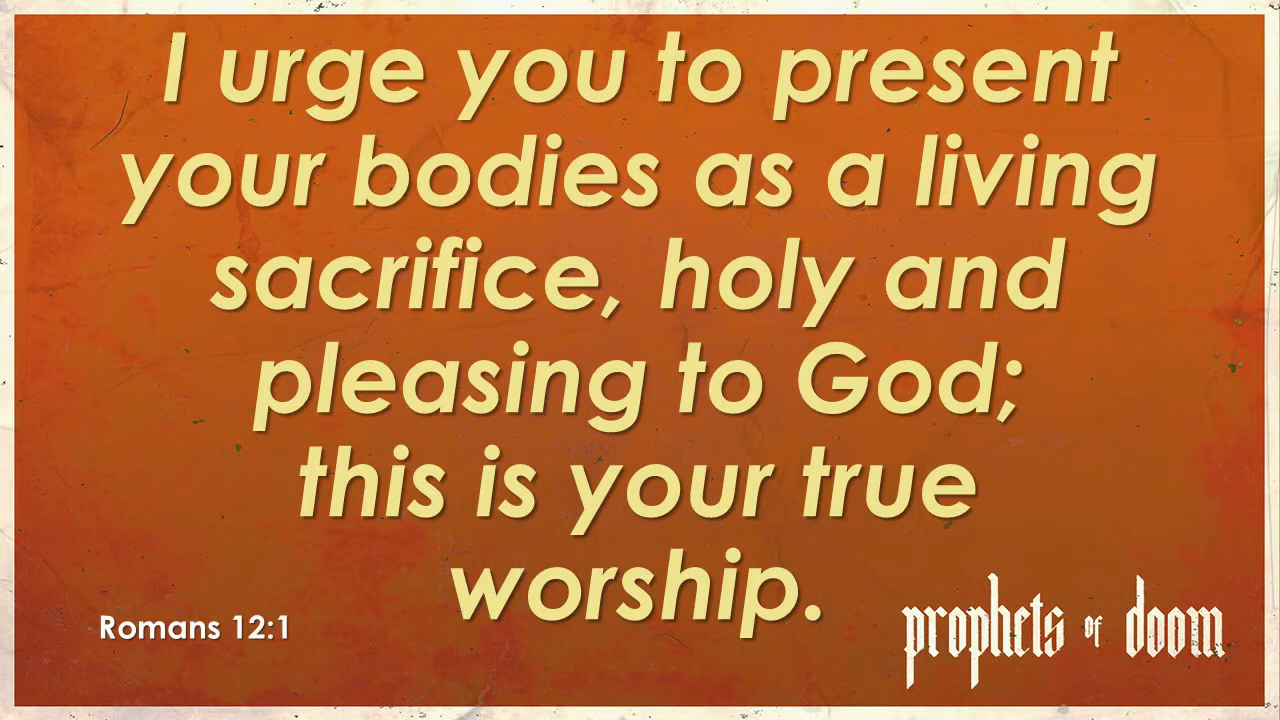 I urge you to present
your bodies as a living
sacrifice, holy and
pleasing to God;
this is your true
worship.
Romans 12:1
prophets of doom